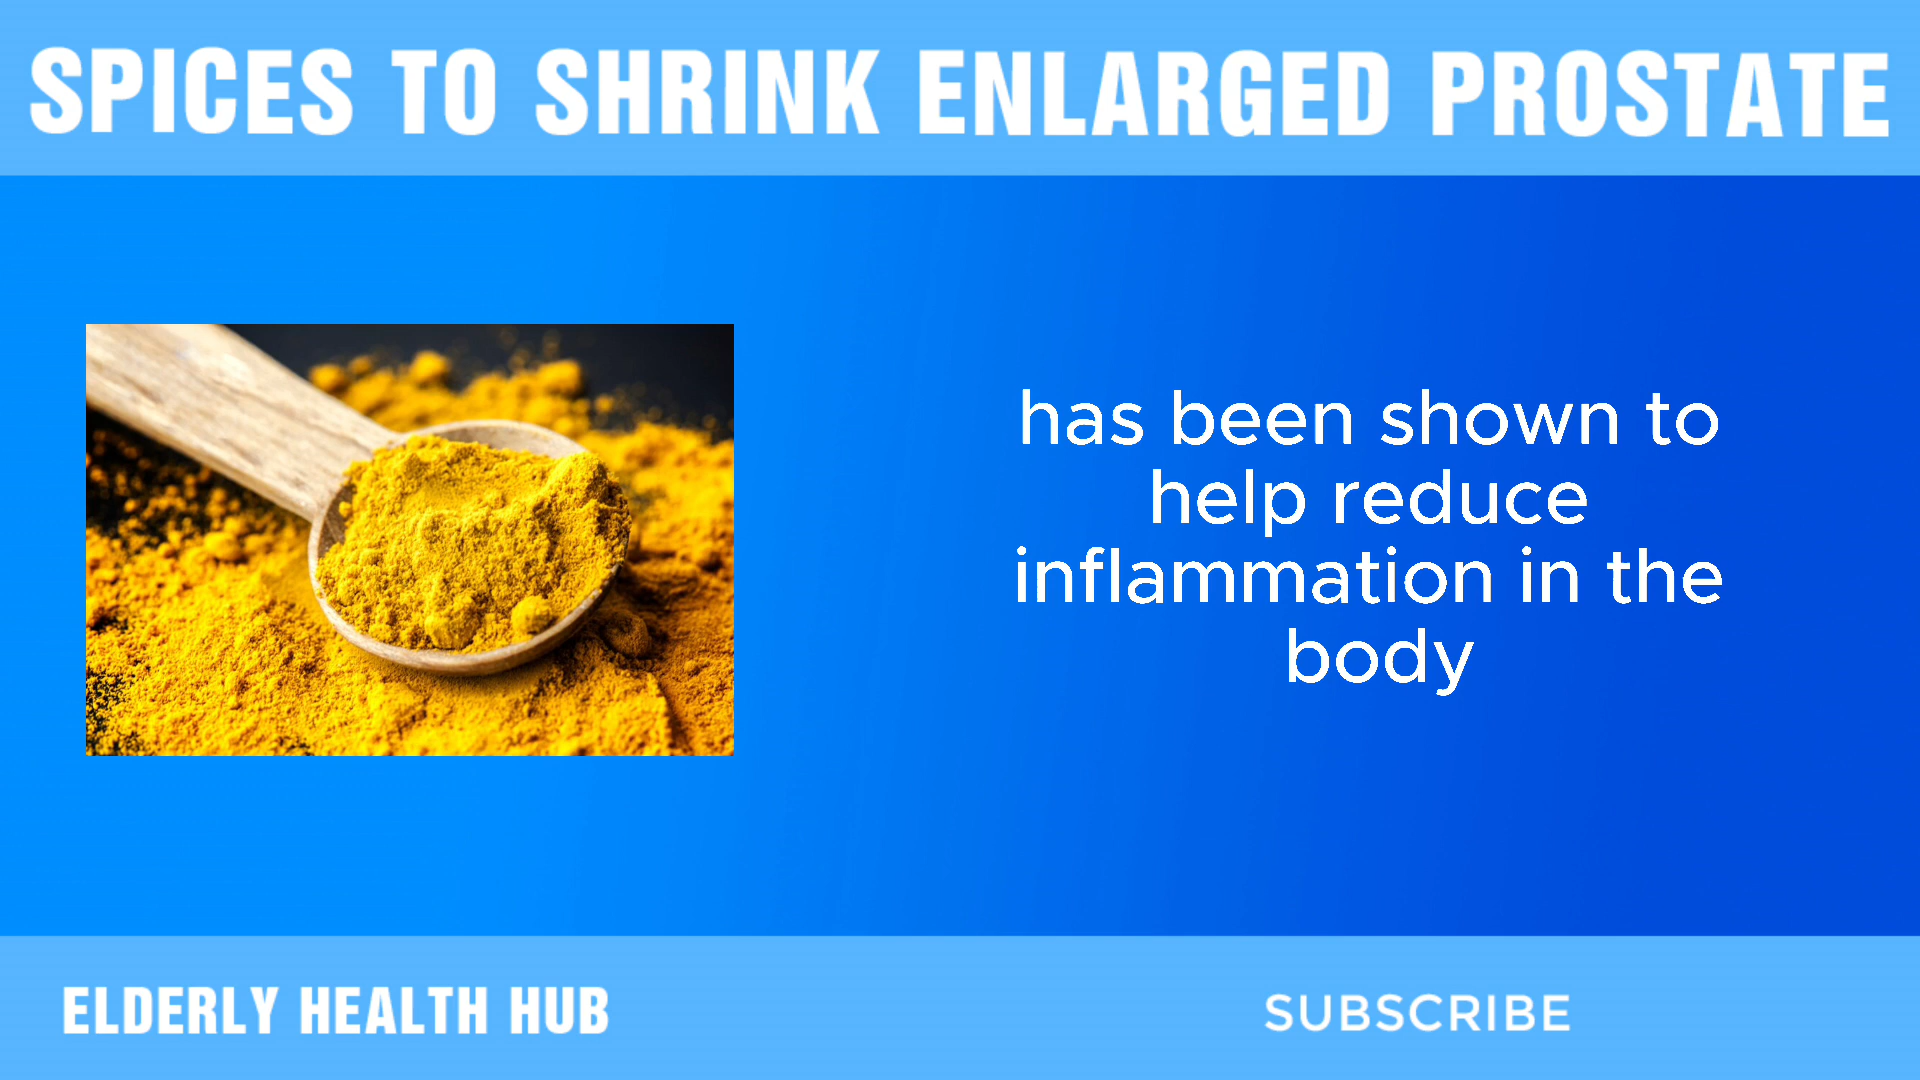 SPICES TO SHRINK ENLARGED PROSTATE
has been shown to
help reduce
inflammation in the
body
ELDERLY HEALTH HUB
SUBSCRIBE